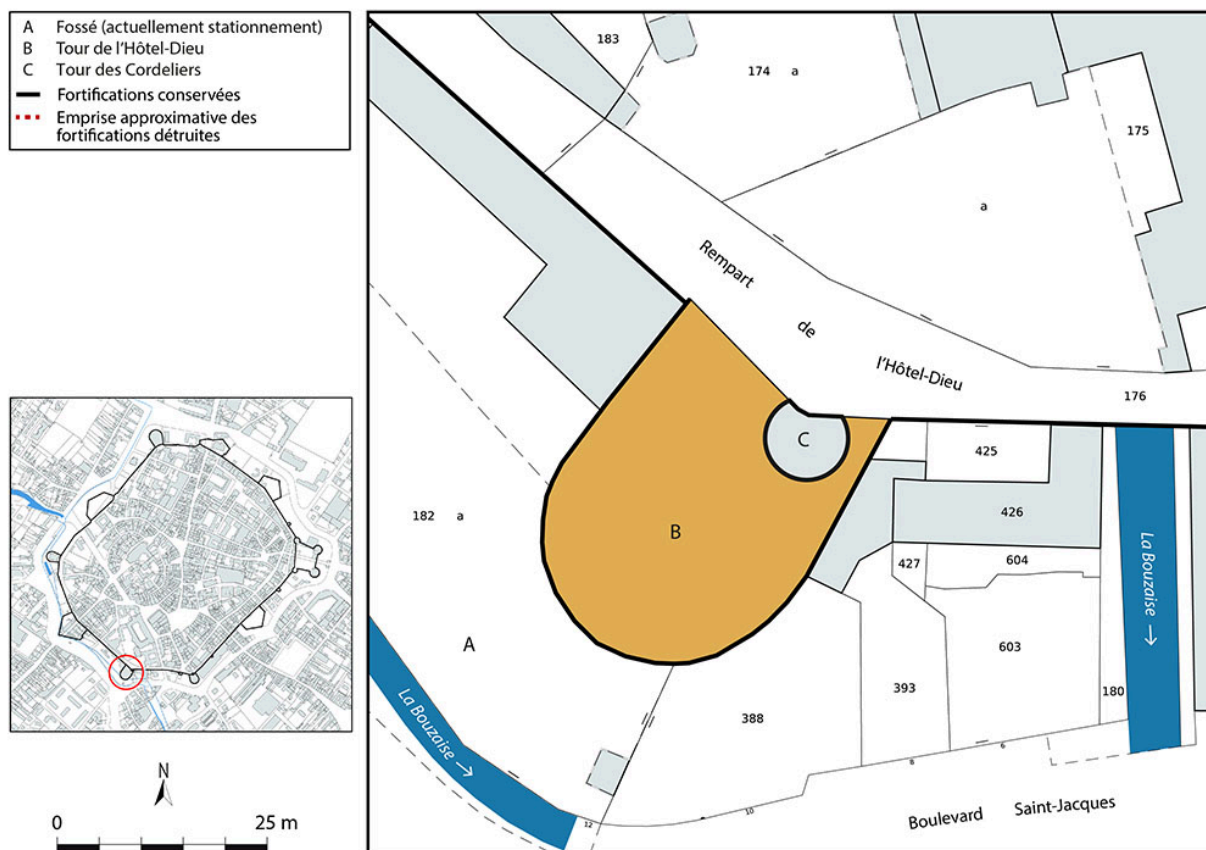 A Fossé (actuellement stationnement)
B Tour de l'Hôtel-Dieu
C Tour des Cordeliers
Fortifications conservées
Emprise approximative des
fortifications détruites
N
0 25 m
183
174 a
175
a
Rempart
de
l'Hôtel-Dieu
176
C
425
182 a
B
426
427
604
A
603
La Bouzaise →
393
180
388
La Bouzaise →
6
8
10
12
Boulevard Saint-Jacques